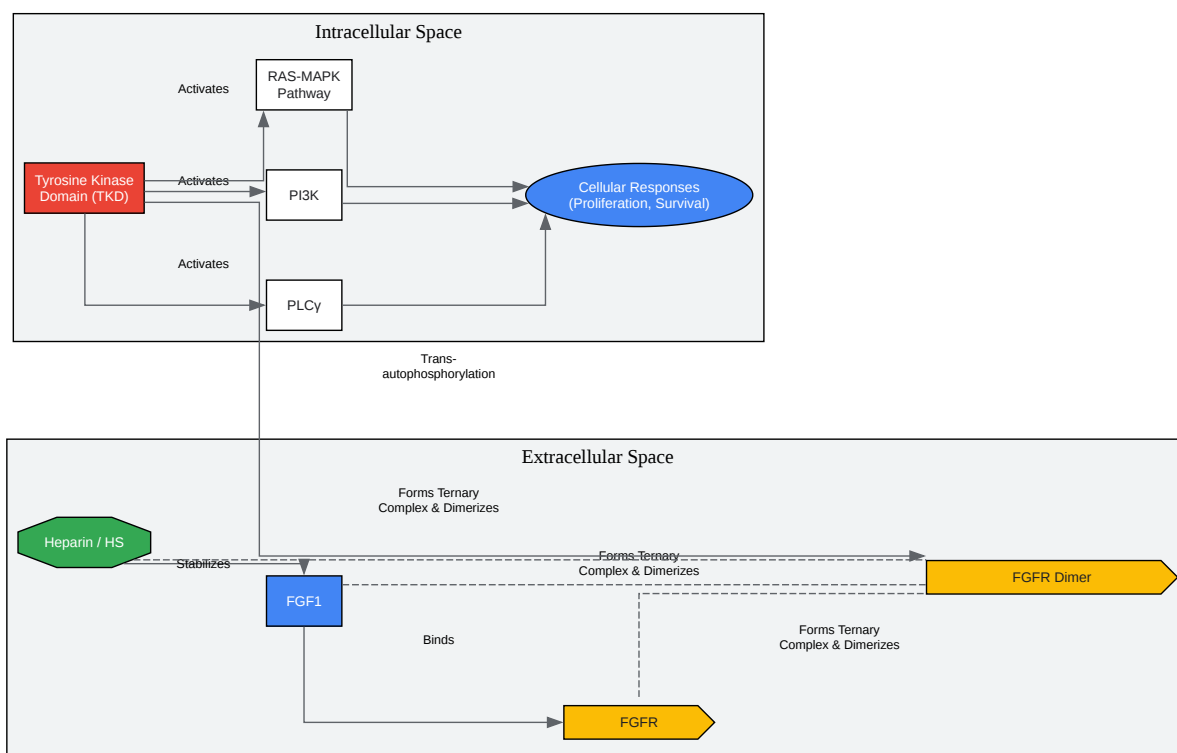 Intracellular Space
Activates
RAS-MAPK
Pathway
Tyrosine Kinase
Domain (TKD)
Activates
PI3K
Cellular Responses
(Proliferation, Survival)
Activates
PLCγ
Trans-
autophosphorylation
Extracellular Space
Forms Ternary
Complex & Dimerizes
Heparin / HS
Stabilizes
Forms Ternary
Complex & Dimerizes
FGFR Dimer
FGF1
Binds
Forms Ternary
Complex & Dimerizes
FGFR